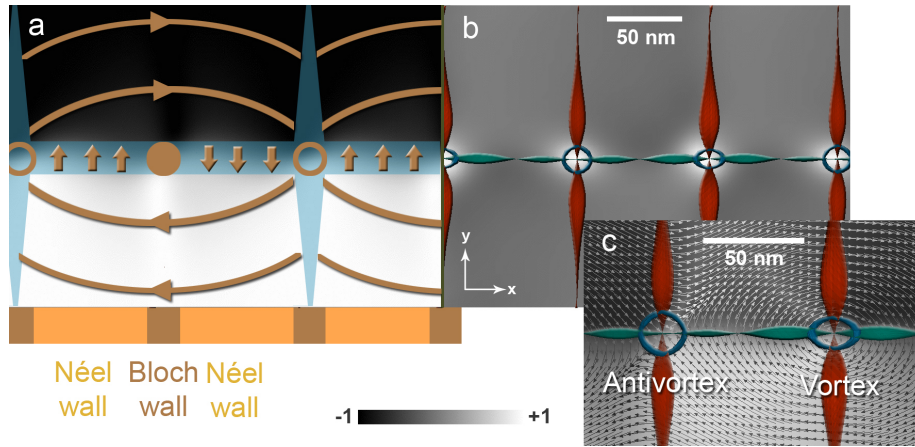 a
b
50 nm
y
x
c
50 nm
Antivortex
Vortex
Néel wall
Bloch wall
Néel wall
-1
+1